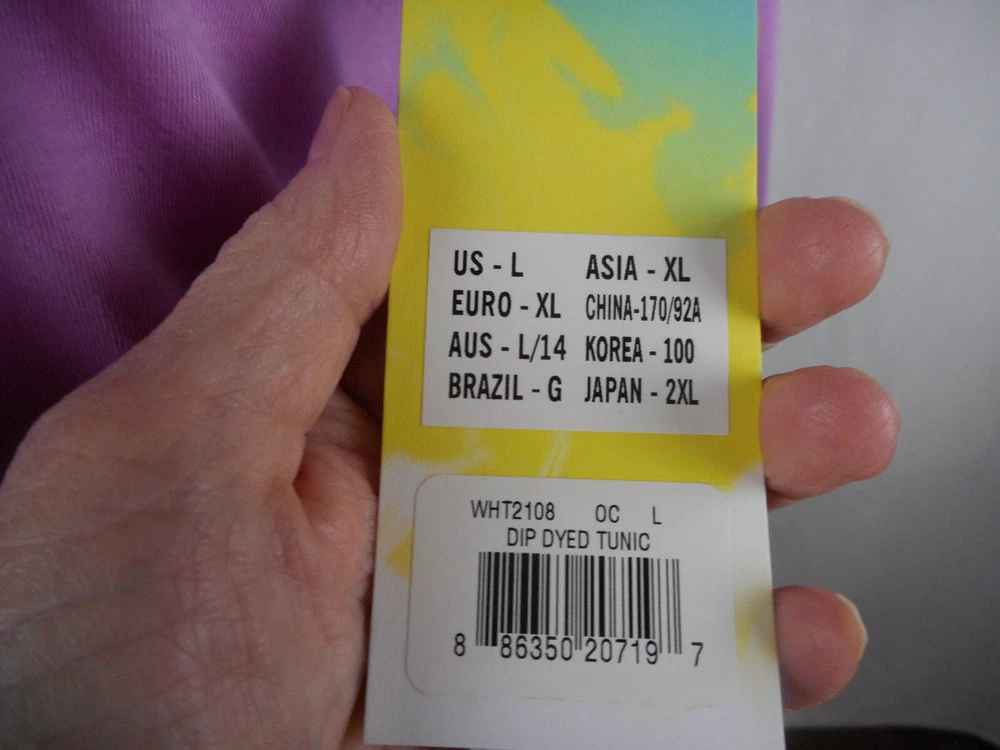 US - L ASIA - XL
EURO - XL CHINA-170/92A
AUS - L/14 KOREA - 100
BRAZIL - G JAPAN - 2XL
WHT2108 OC L
DIP DYED TUNIC
8 86350 20719 7